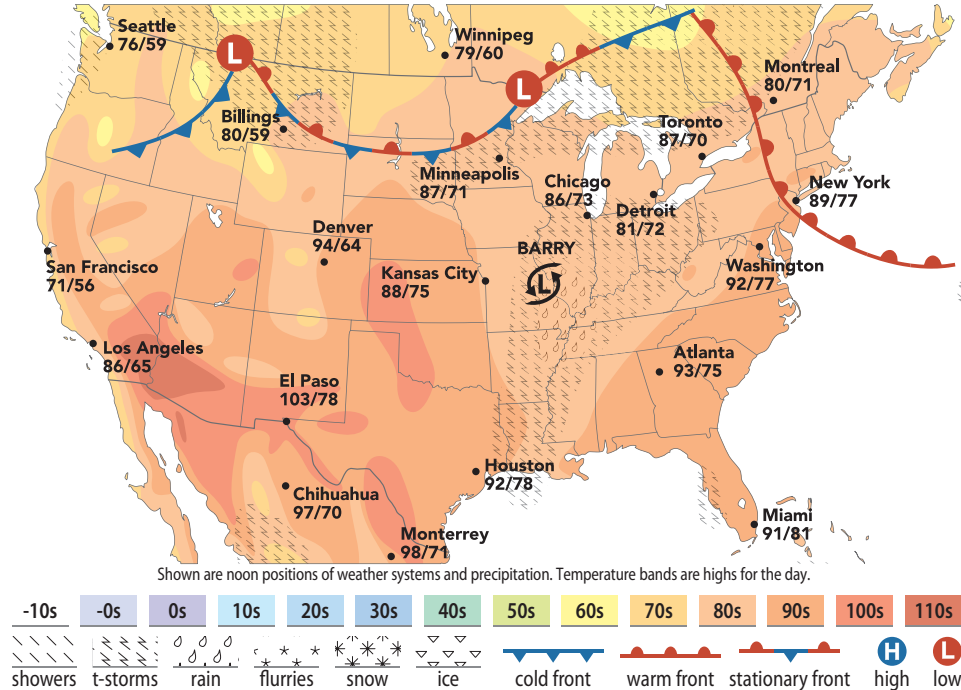 Seattle
76/59
L
Winnipeg
79/60
L
Montreal
80/71
Billings
80/59
Toronto
87/70
Minneapolis
87/71
Chicago
86/73
Detroit
81/72
New York
89/77
Denver
94/64
BARRY
L
San Francisco
71/56
Kansas City
88/75
Washington
92/77
Los Angeles
86/65
Atlanta
93/75
El Paso
103/78
Houston
92/78
Chihuahua
97/70
Miami
91/81
Monterrey
98/71
Shown are noon positions of weather systems and precipitation. Temperature bands are highs for the day.
-10s -0s 0s 10s 20s 30s 40s 50s 60s 70s 80s 90s 100s 110s
H L
showers t-storms rain flurries snow ice cold front warm front stationary front high low